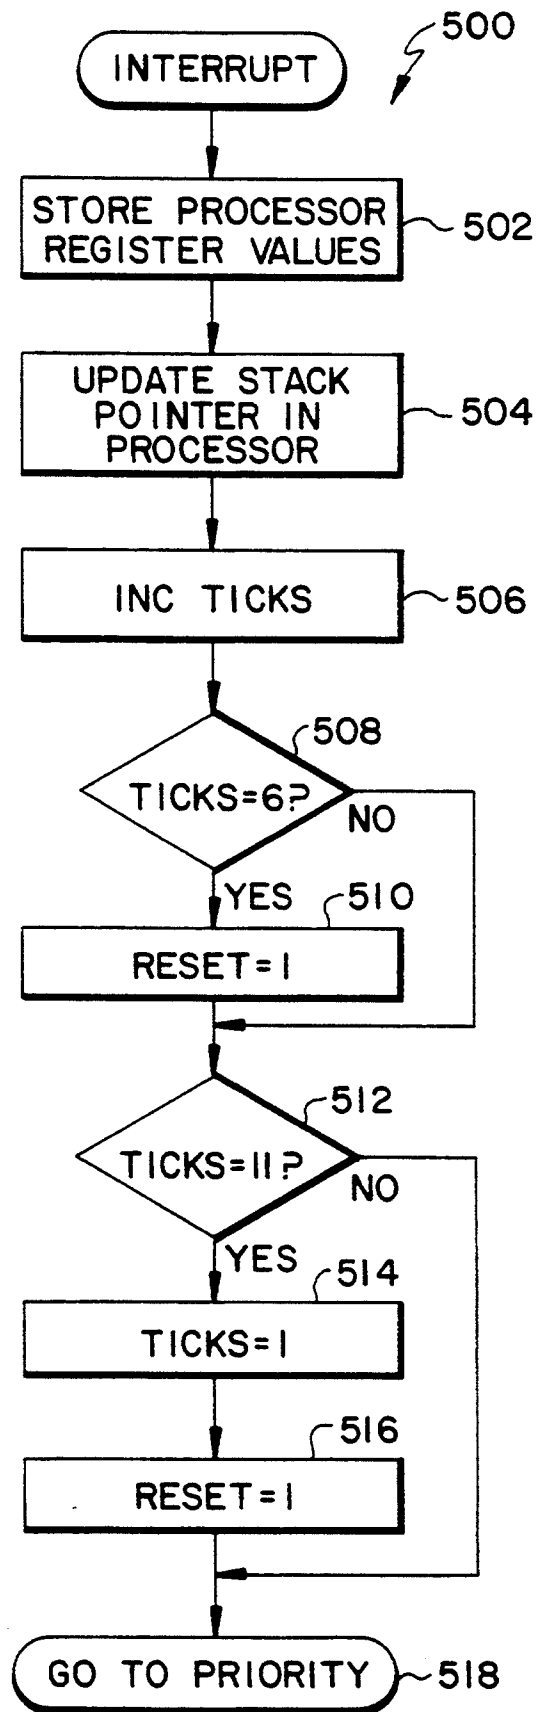 500
INTERRUPT
STORE PROCESSOR
REGISTER VALUES
502
UPDATE STACK
POINTER IN
PROCESSOR
504
INC TICKS
506
508
TICKS=6?
NO
YES
510
RESET=1
512
TICKS=11?
NO
YES
514
TICKS=1
516
RESET=1
GO TO PRIORITY
518